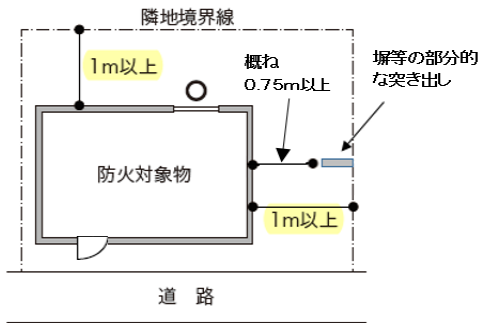 隣地境界線
1m以上
概ね
0.75m以上
塀等の部分的
な突き出し
防火対象物
1m以上
道　路